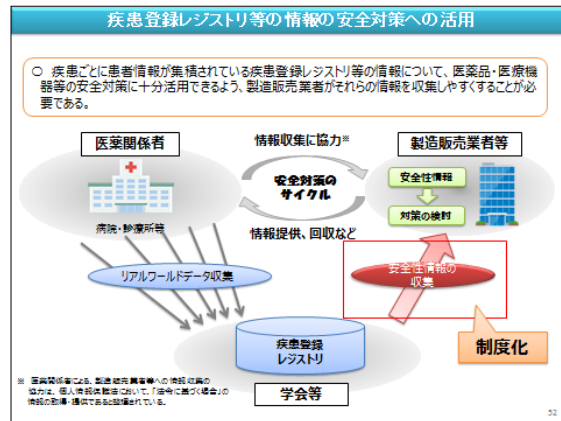 疾患登録レジストリ等の情報の安全対策への活用
○ 疾患ごとに患者情報が集積されている疾患登録レジストリ等の情報について、医薬品・医療機
器等の安全対策に十分活用できるよう、製造販売業者がそれらの情報を収集しやすくすることが必
要である。
医薬関係者
情報収集に協力※
製造販売業者等
安全対策の
サイクル
安全性情報
対策の検討
病院・診療所等
情報提供、回収など
リアルワールドデータ収集
安全性情報の
収集
疾患登録
レジストリ
制度化
学会等
※ 医薬関係者による、製造販売業者等への情報収集の
協力は、個人情報保護法において、「法令に基づく場合」の
情報の取得・提供であると整理されている。
52